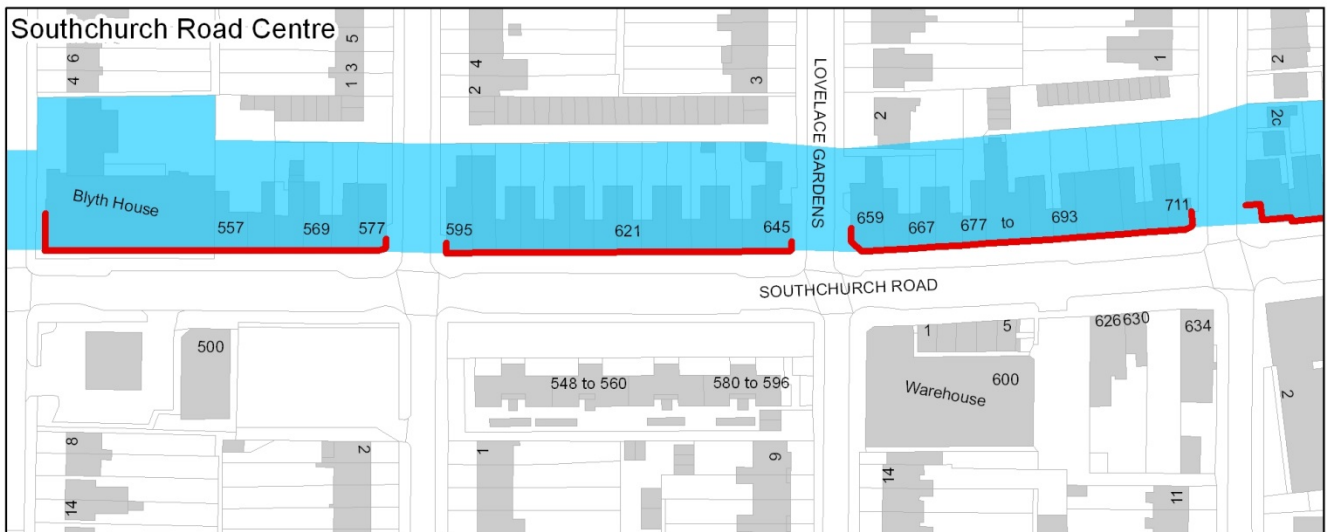 Southchurch Road Centre
4 6
1 3 5
2 4
3
LOVELACE GARDENS
2
1
2
2c
Blyth House
557
569
577
595
621
645
659
667
677 to 693
711
SOUTHCHURCH ROAD
500
548 to 560
580 to 596
1
5
626 630
634
Warehouse
600
2
8
14
2
1
9
14
11